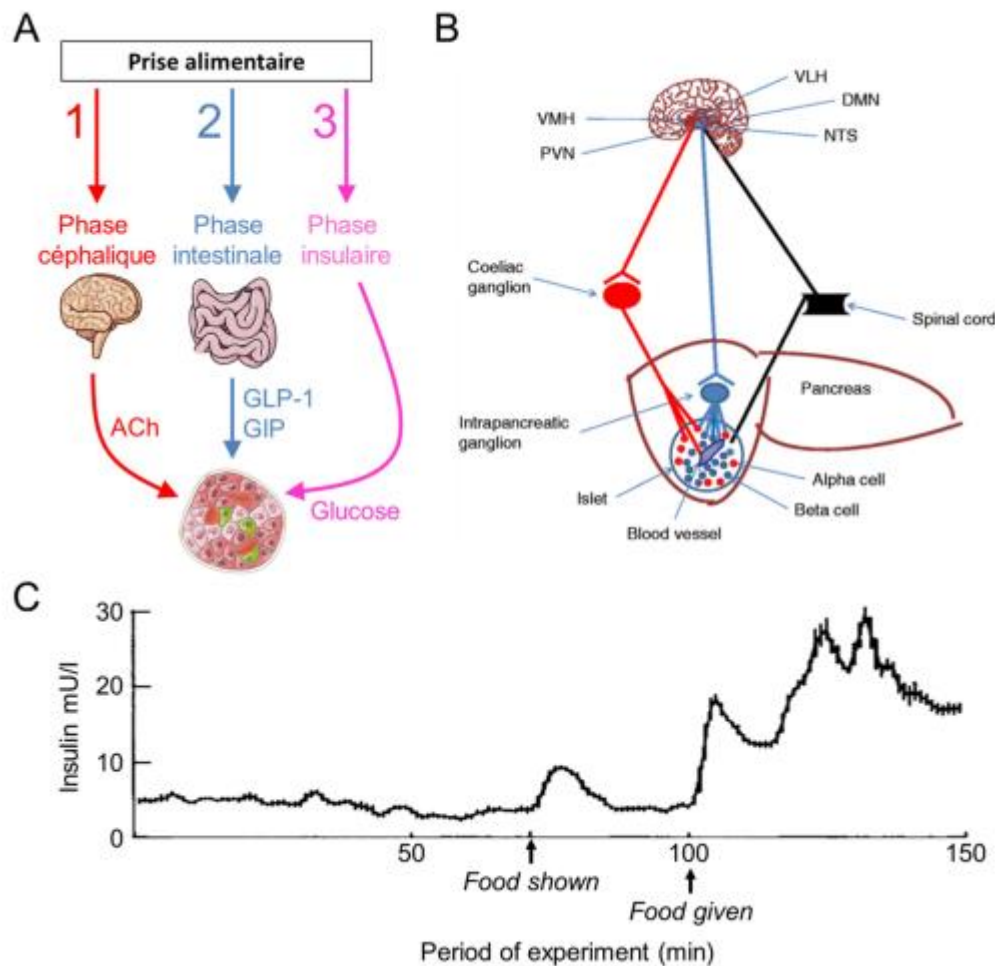 A
Prise alimentaire
1
2
3
Phase
céphalique
Phase
intestinale
Phase
insulaire
ACh
GLP-1
GIP
Glucose
B
VLH
DMN
NTS
VMH
PVN
Coeliac
ganglion
Spinal cord
Pancreas
Intrapancreatic
ganglion
Alpha cell
Islet
Beta cell
Blood vessel
C
Insulin mU/l
30
20
10
0
50
100
150
Food shown
Food given
Period of experiment (min)